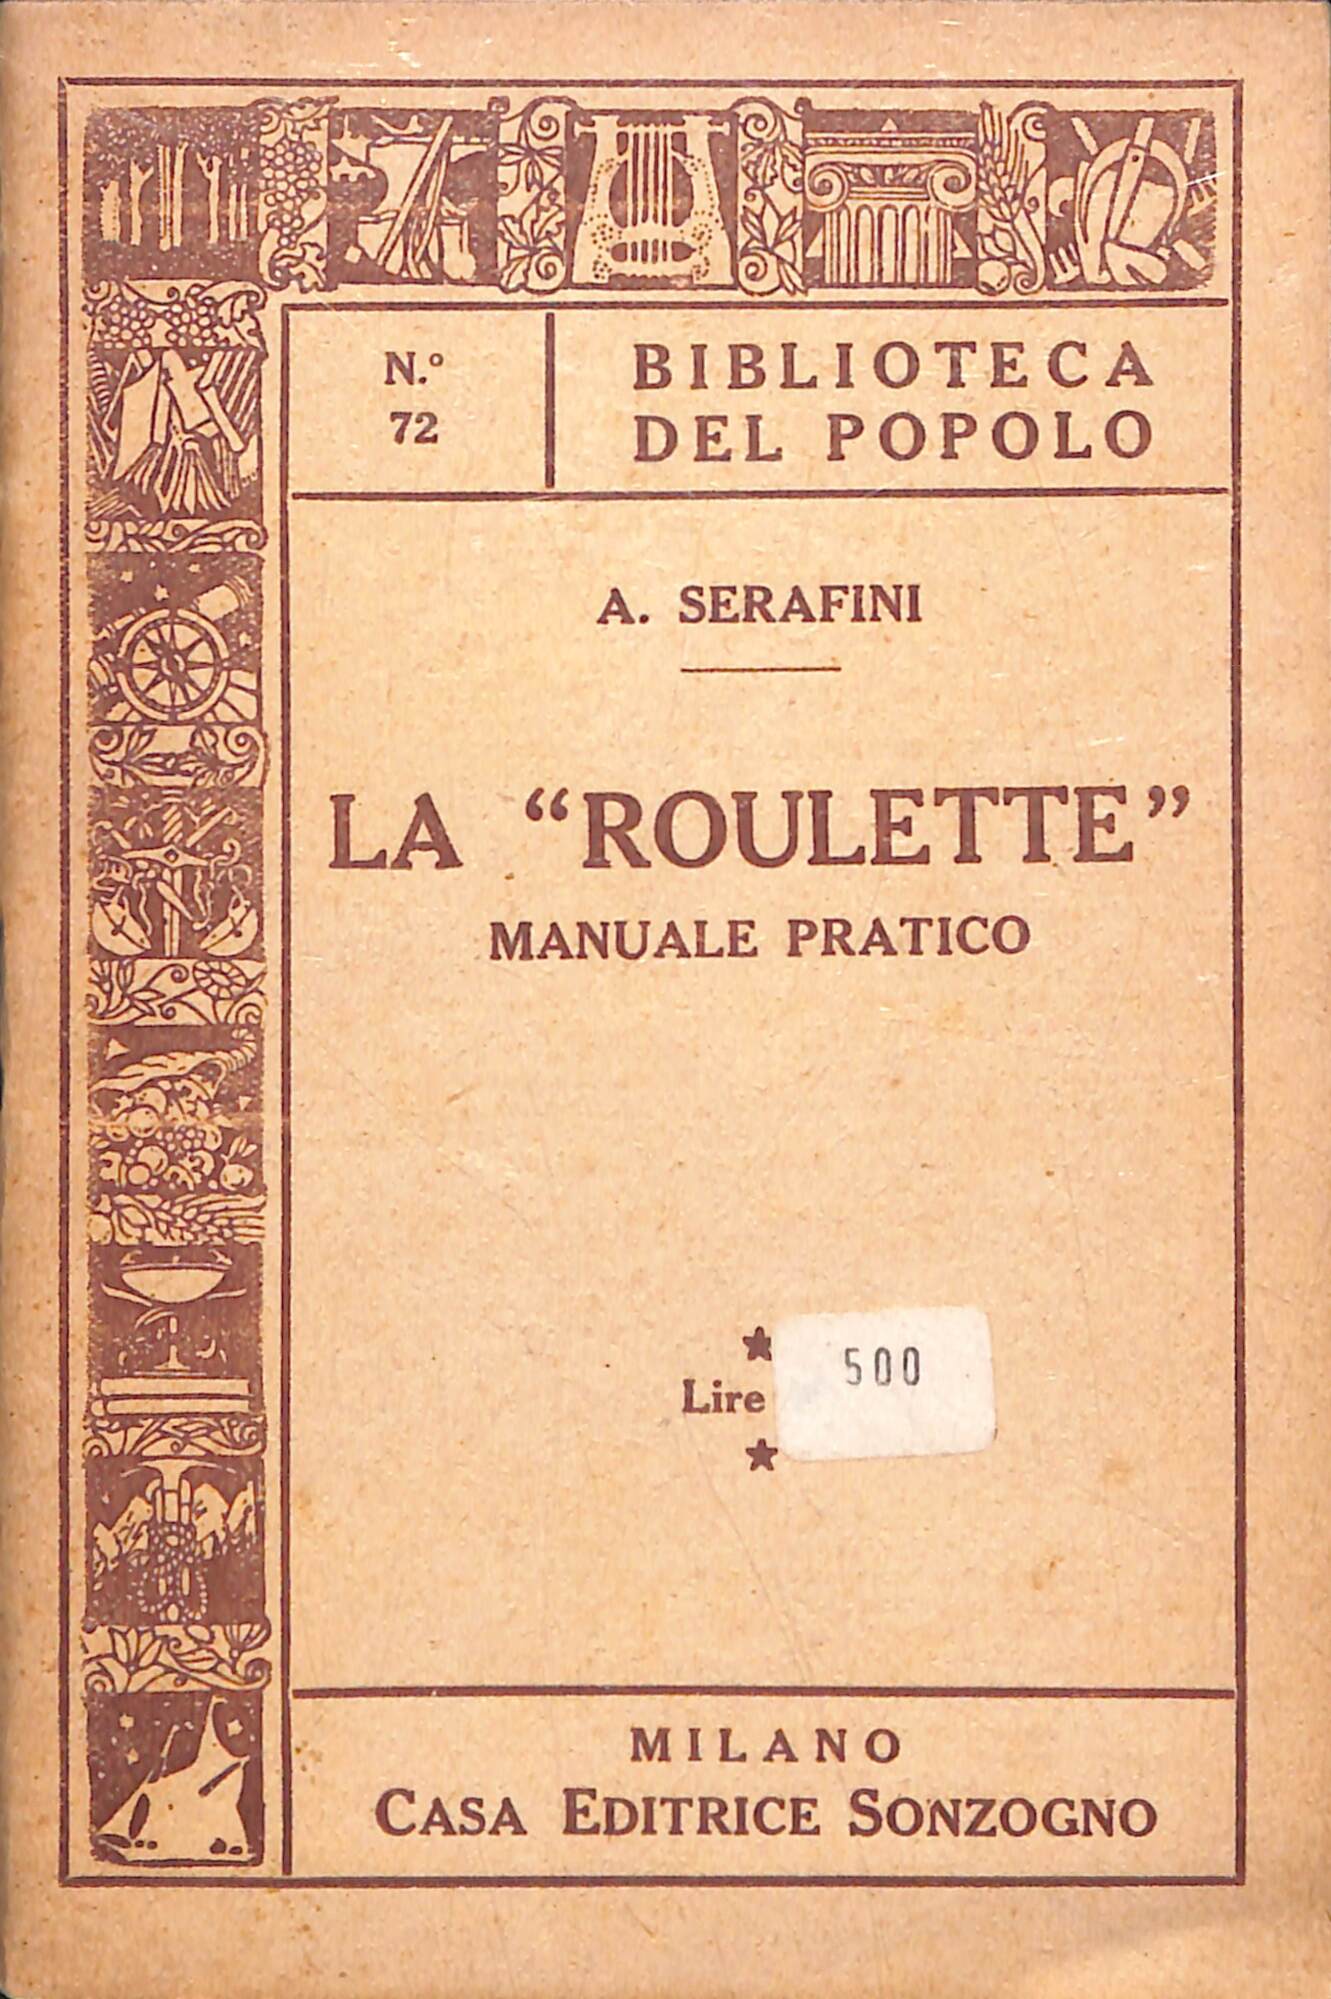 N.º
72
BIBLIOTECA
DEL POPOLO
A. SERAFINI
LA “ROULETTE”
MANUALE PRATICO
Lire 500
MILANO
CASA EDITRICE SONZOGNO